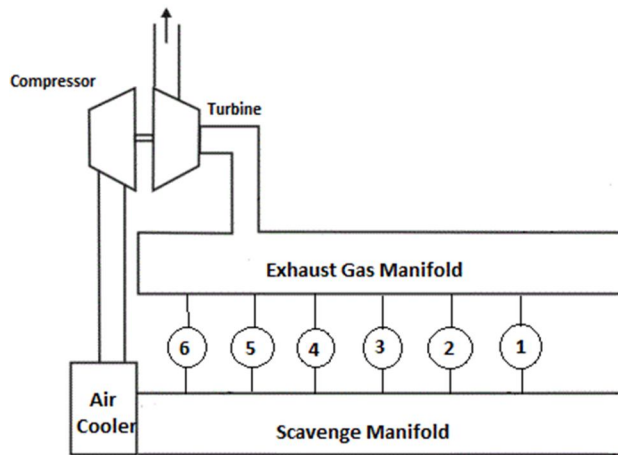 Compressor
Turbine
Exhaust Gas Manifold
6 5 4 3 2 1
Air
Cooler
Scavenge Manifold